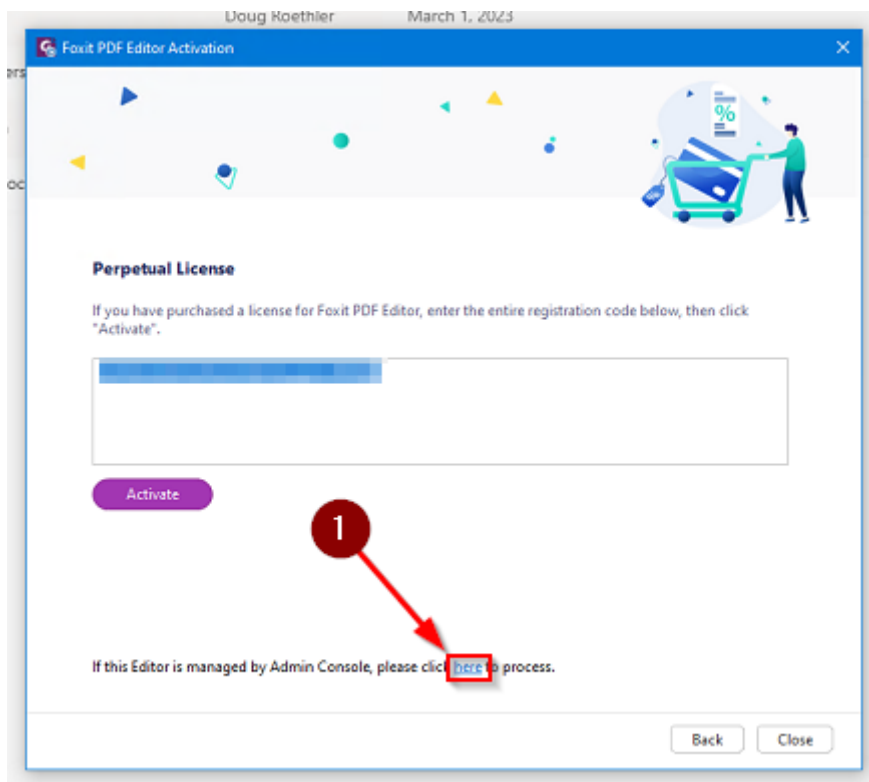 Doug Roethler March 1, 2023
Foxit PDF Editor Activation
ers
%
oc
Perpetual License
If you have purchased a license for Foxit PDF Editor, enter the entire registration code below, then click
"Activate".
Activate
1
If this Editor is managed by Admin Console, please click here to process.
Back Close